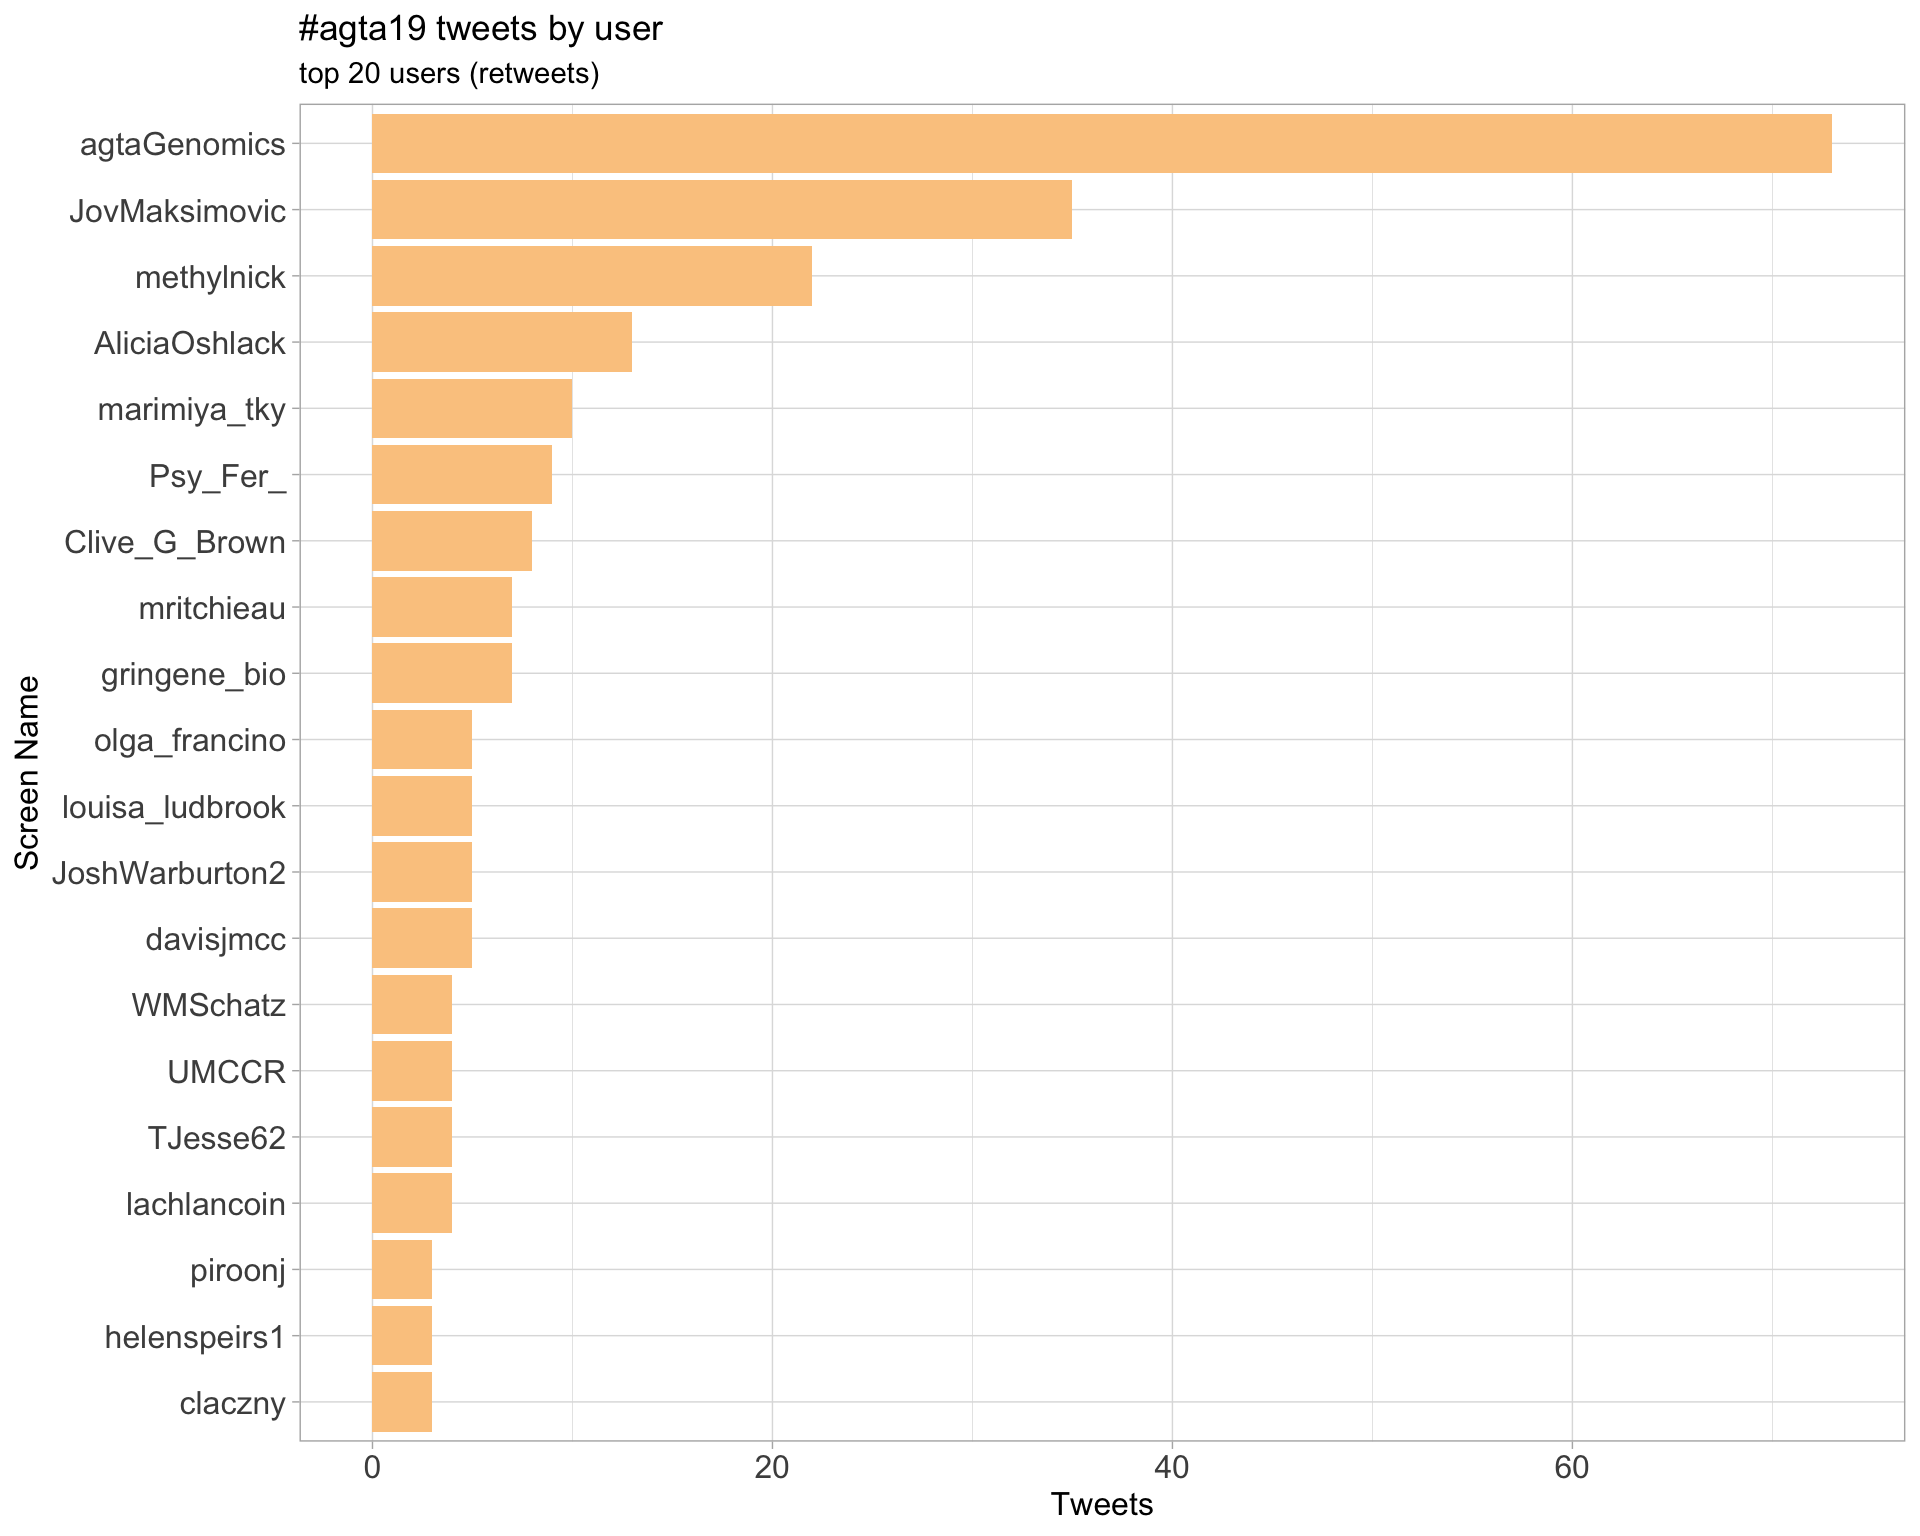 #agta19 tweets by user
top 20 users (retweets)
agtaGenomics
JovMaksimovic
methylnick
AliciaOshlack
marimiya_tky
Psy_Fer_
Clive_G_Brown
mritchieau
gringene_bio
olga_francino
louisa_ludbrook
JoshWarburton2
davisjmcc
WMSchatz
UMCCR
TJesse62
lachlancoin
piroonj
helenspeirs1
claczny
Screen Name
0 20 40 60
Tweets